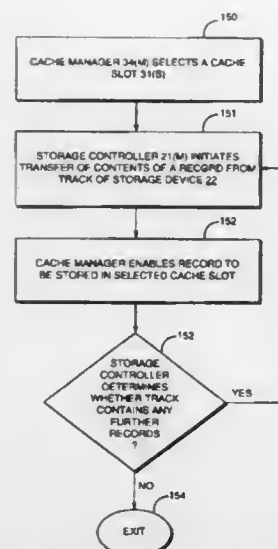 150
CACHE MANAGER 34(M) SELECTS A CACHE
SLOT 31(S)
151
STORAGE CONTROLLER 21(M) INITIATES
TRANSFER OF CONTENTS OF A RECORD FROM
TRACK OF STORAGE DEVICE 22
152
CACHE MANAGER ENABLES RECORD TO
BE STORED IN SELECTED CACHE SLOT
152
STORAGE
CONTROLLER
DETERMINES
WHETHER TRACK
CONTAINS ANY
FURTHER
RECORDS
?
YES
NO
154
EXIT